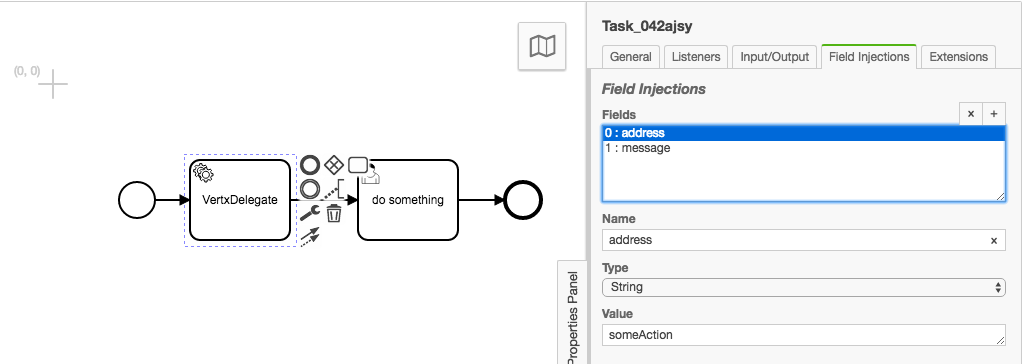 (0, 0)
VertxDelegate
do something
Properties Panel
Task_042ajsy
General
Listeners
Input/Output
Field Injections
Extensions
Field Injections
Fields
×
+
0 : address
1 : message
Name
address
×
Type
String
Value
someAction